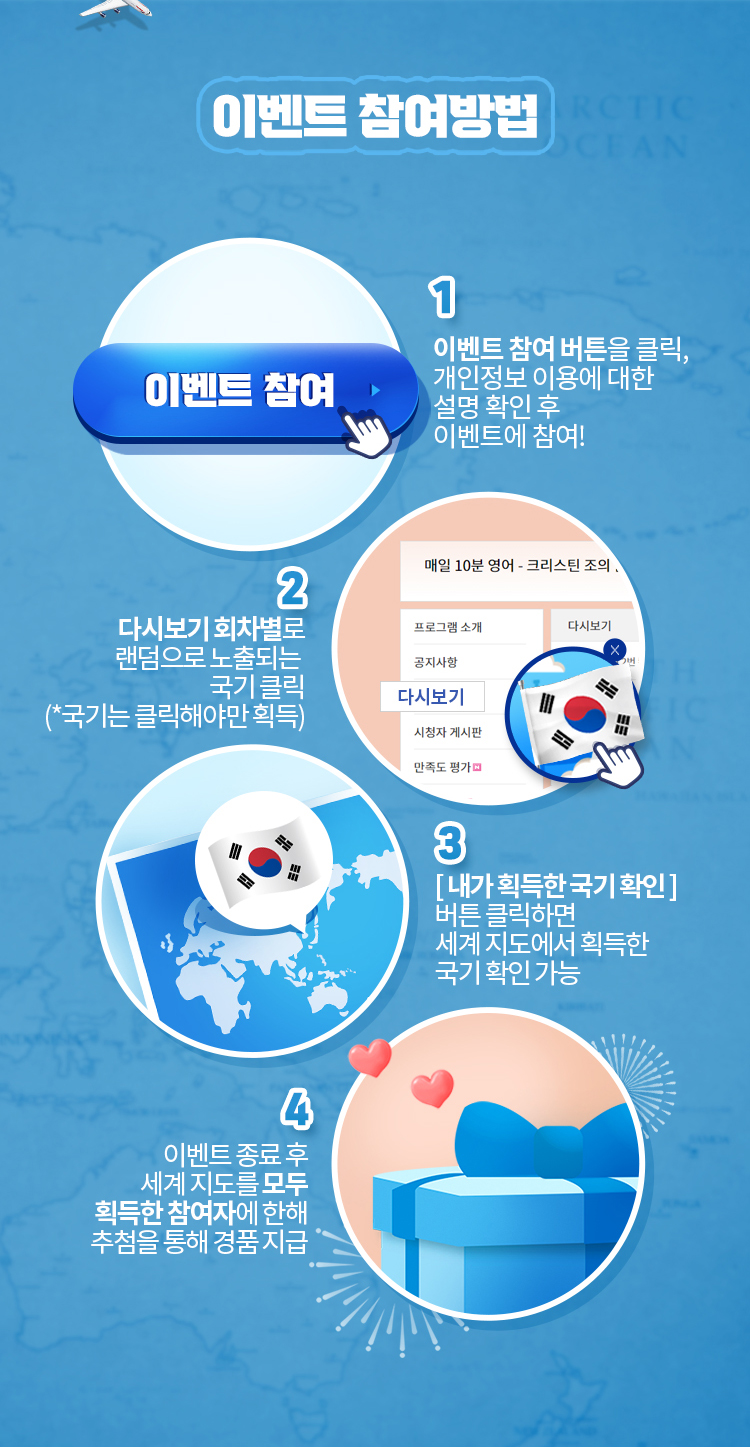 ARCTIC
OCEAN
이벤트 참여방법
이벤트 참여
1
이벤트 참여 버튼을 클릭,
개인정보 이용에 대한
설명 확인 후
이벤트에 참여!
2
다시보기 회차별로
랜덤으로 노출되는
국기 클릭
(*국기는 클릭해야만 획득)
매일 10분 영어 - 크리스틴 조의
프로그램 소개
다시보기
공지사항
다시보기
시청자 게시판
만족도 평가
3
[ 내가 획득한 국기 확인 ]
버튼 클릭하면
세계 지도에서 획득한
국기 확인 가능
4
이벤트 종료 후
세계 지도를 모두
획득한 참여자에 한해
추첨을 통해 경품 지급